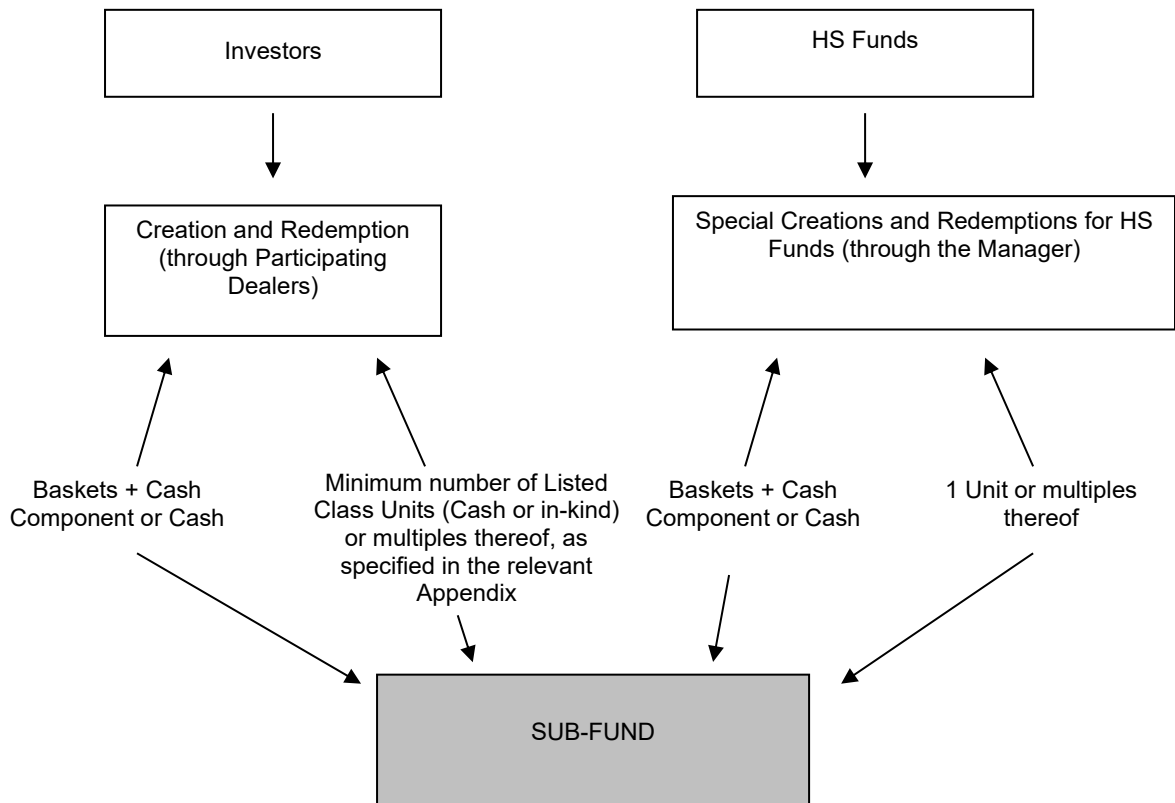 Investors
HS Funds
Creation and Redemption
(through Participating
Dealers)
Special Creations and Redemptions for HS
Funds (through the Manager)
Baskets + Cash
Component or Cash
Minimum number of Listed
Class Units (Cash or in-kind)
or multiples thereof, as
specified in the relevant
Appendix
Baskets + Cash
Component or Cash
1 Unit or multiples
thereof
SUB-FUND